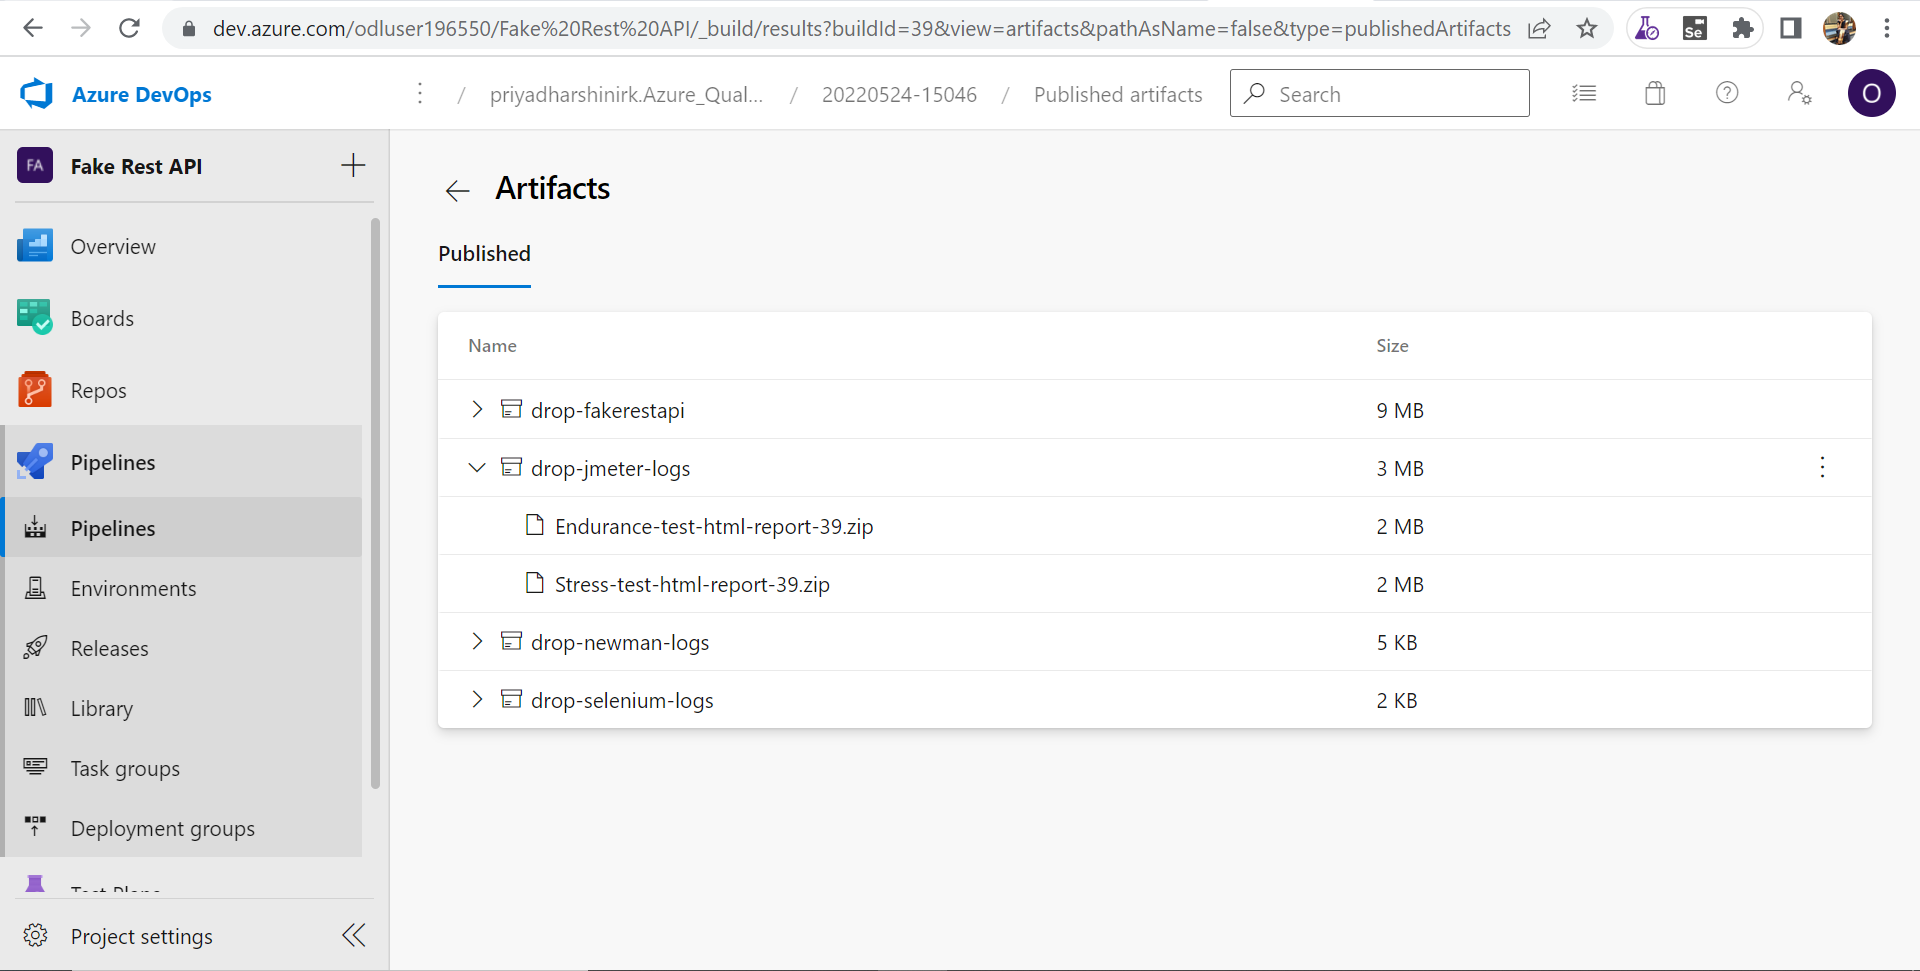 dev.azure.com/odluser196550/Fake%20Rest%20API/_build/results?buildId=39&view=artifacts&pathAsName=false&type=publishedArtifacts
Se
Azure DevOps
/ priyadharshinirk.Azure_Qual... / 20220524-15046 / Published artifacts
Search
O
FA Fake Rest API
Overview
Boards
Repos
Pipelines
Pipelines
Environments
Releases
Library
Task groups
Deployment groups
Test Plans
Project settings
Artifacts
Published
Name Size
drop-fakerestapi 9 MB
drop-jmeter-logs 3 MB
Endurance-test-html-report-39.zip 2 MB
Stress-test-html-report-39.zip 2 MB
drop-newman-logs 5 KB
drop-selenium-logs 2 KB